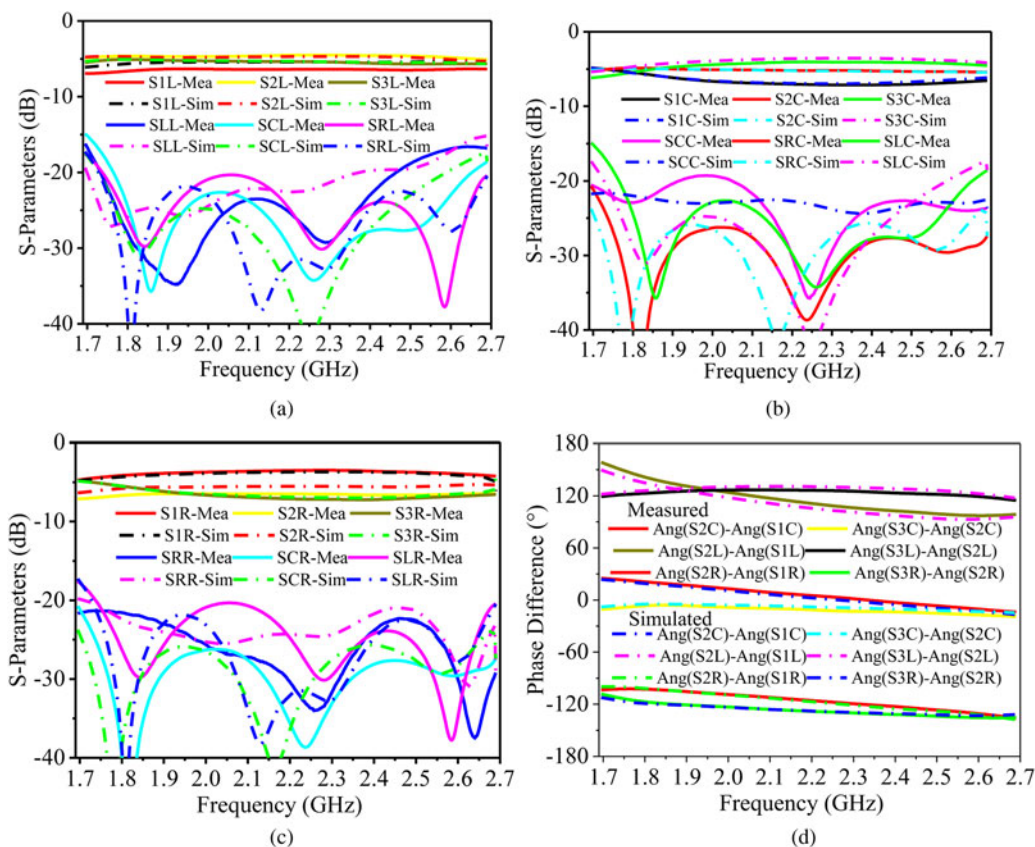 0
-10
-20
-30
-40
S-Parameters (dB)
S1L-Mea S2L-Mea S3L-Mea
S1L-Sim S2L-Sim S3L-Sim
SLL-Mea SCL-Mea SRL-Mea
SLL-Sim SCL-Sim SRL-Sim
1.7 1.8 1.9 2.0 2.1 2.2 2.3 2.4 2.5 2.6 2.7
Frequency (GHz)
(a)
0
-10
-20
-30
-40
S-Parameters (dB)
S1C-Mea S2C-Mea S3C-Mea
S1C-Sim S2C-Sim S3C-Sim
SCC-Mea SRC-Mea SLC-Mea
SCC-Sim SRC-Sim SLC-Sim
1.7 1.8 1.9 2.0 2.1 2.2 2.3 2.4 2.5 2.6 2.7
Frequency (GHz)
(b)
0
-10
-20
-30
-40
S-Parameters (dB)
S1R-Mea S2R-Mea S3R-Mea
S1R-Sim S2R-Sim S3R-Sim
SRR-Mea SCR-Mea SLR-Mea
SRR-Sim SCR-Sim SLR-Sim
1.7 1.8 1.9 2.0 2.1 2.2 2.3 2.4 2.5 2.6 2.7
Frequency (GHz)
(c)
180
120
60
0
-60
-120
-180
Phase Difference (°)
Measured
Ang(S2C)-Ang(S1C) Ang(S3C)-Ang(S2C)
Ang(S2L)-Ang(S1L) Ang(S3L)-Ang(S2L)
Ang(S2R)-Ang(S1R) Ang(S3R)-Ang(S2R)
Simulated
Ang(S2C)-Ang(S1C) Ang(S3C)-Ang(S2C)
Ang(S2L)-Ang(S1L) Ang(S3L)-Ang(S2L)
Ang(S2R)-Ang(S1R) Ang(S3R)-Ang(S2R)
1.7 1.8 1.9 2.0 2.1 2.2 2.3 2.4 2.5 2.6 2.7
Frequency (GHz)
(d)